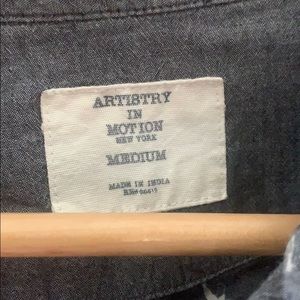 ARTISTRY
IN
MOTION
NEW YORK
MEDIUM
MADE IN INDIA